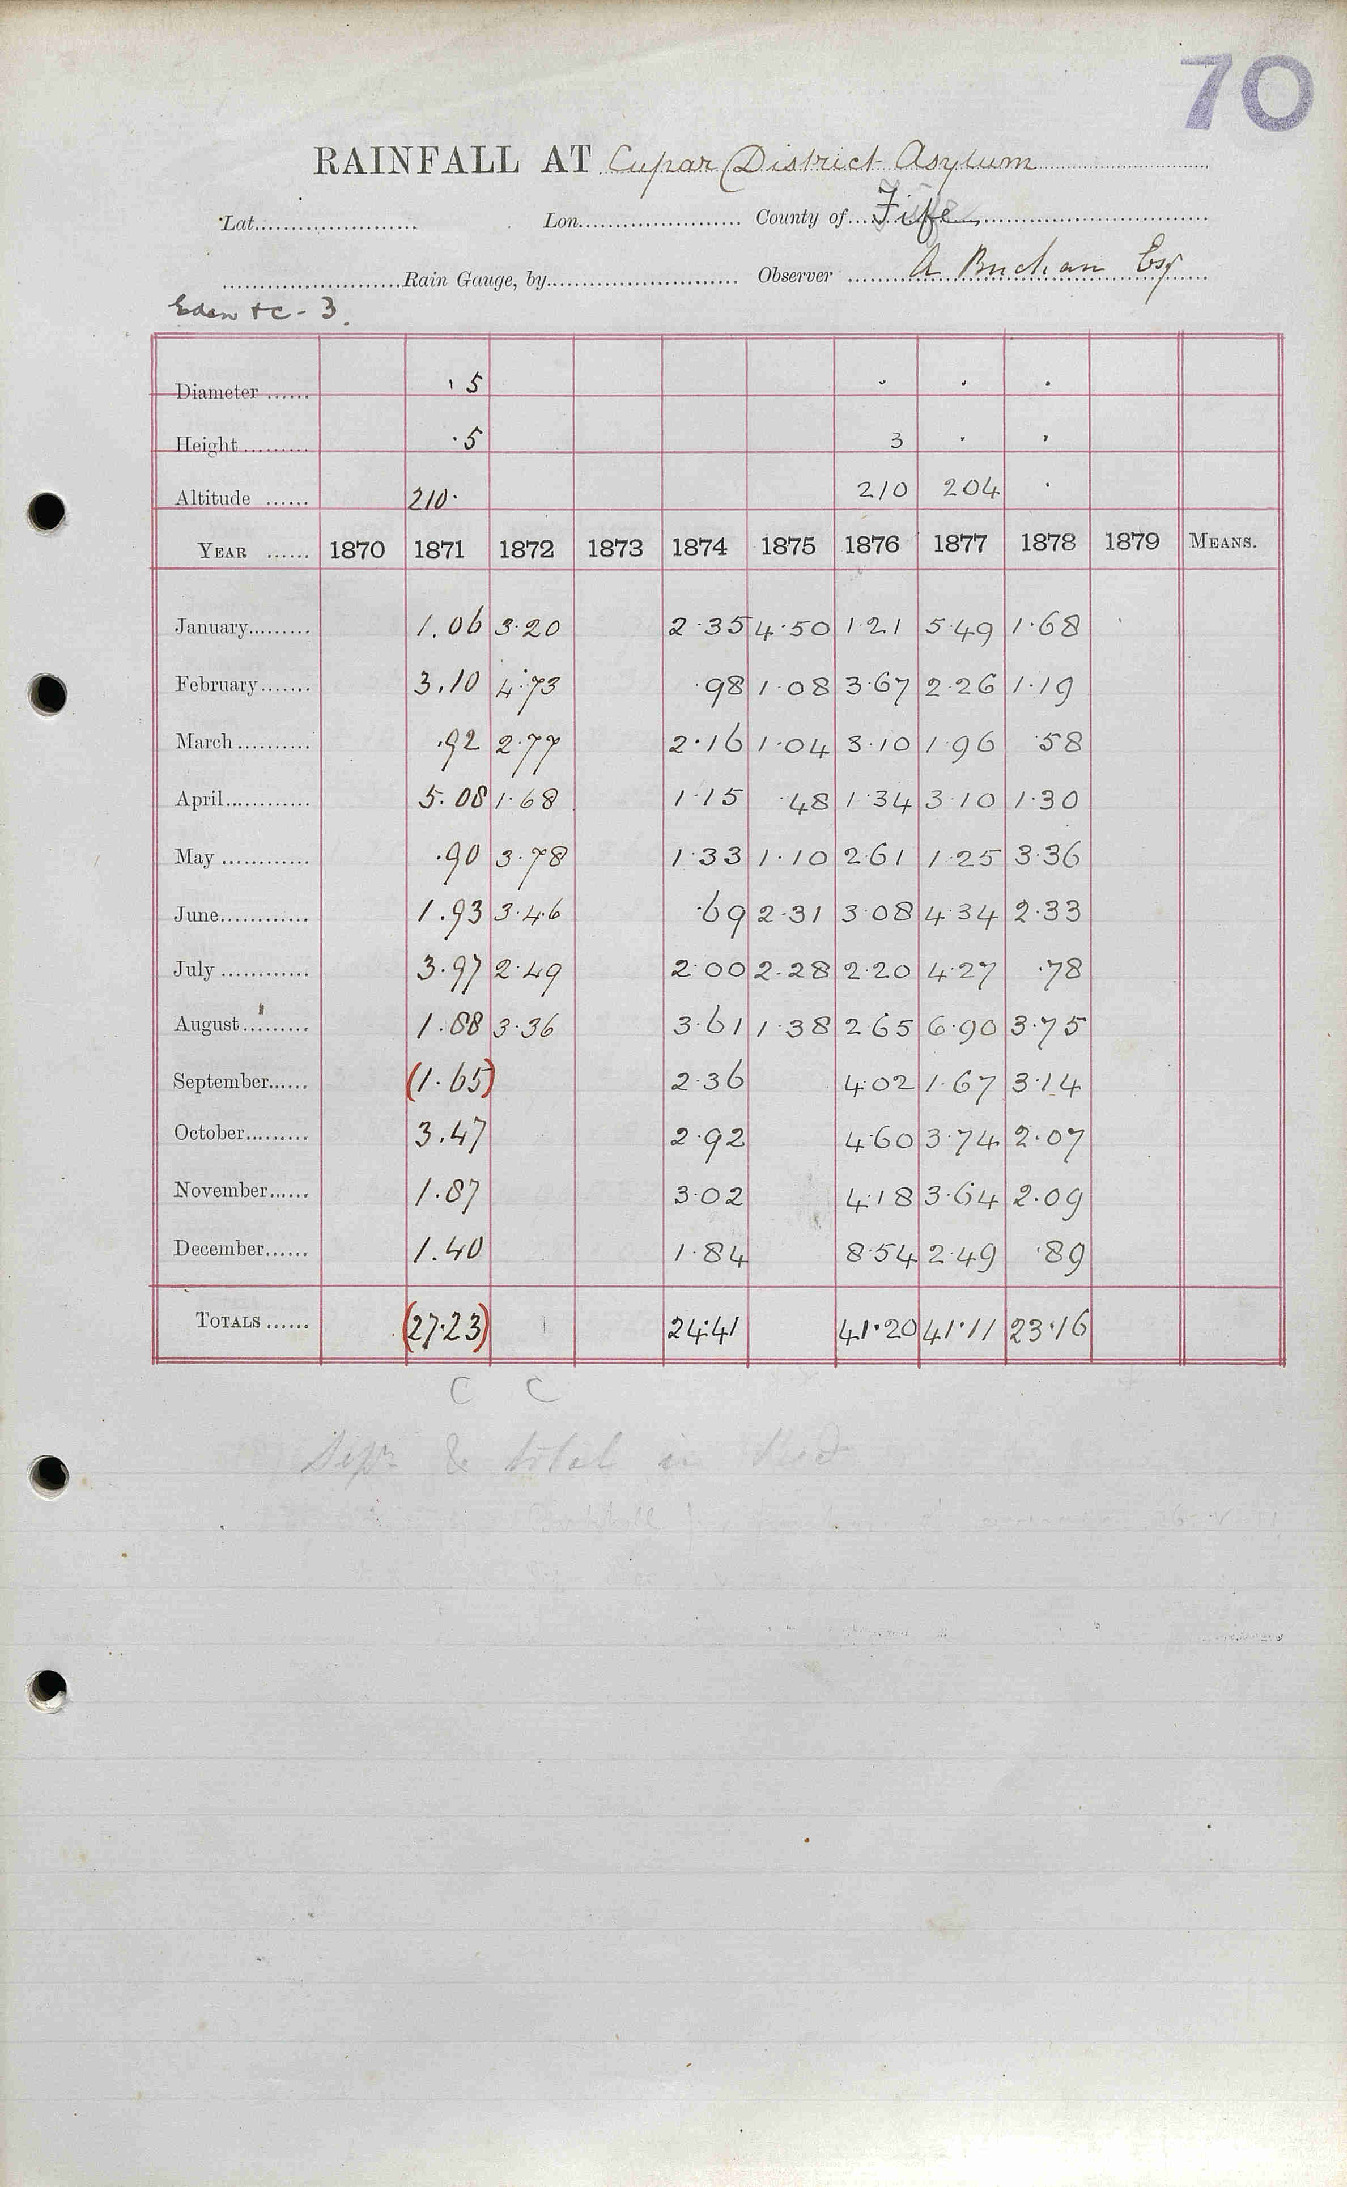 70
RAINFALL AT Cupar District Asylum
Lat. Lon. County of Fife
Rain Gauge, by Observer A Buchan Esq
Eden &c - 3.
Diameter ...... ·5 · · ·
Height ......... ·5 3 · ·
Altitude ...... 210· 210 204 ·
YEAR ...... 1870 1871 1872 1873 1874 1875 1876 1877 1878 1879 MEANS.
January......... 1.06 3·20 2·35 4·50 1·21 5·49 1·68
February....... 3.10 4·73 ·98 1·08 3·67 2·26 1·19
March .......... .92 2·77 2·16 1·04 3·10 1·96 ·58
April............ 5.08 1·68 1·15 ·48 1·34 3·10 1·30
May ............ ·90 3·78 1·33 1·10 2·61 1·25 3·36
June............ 1.93 3·46 ·69 2·31 3·08 4·34 2·33
July ............ 3.97 2·49 2·00 2·28 2·20 4·27 ·78
August ......... 1.88 3·36 3·61 1·38 2·65 6·90 3·75
September...... (1·65) 2·36 4·02 1·67 3·14
October......... 3.47 2·92 4·60 3·74 2·07
November...... 1.87 3·02 4·18 3·64 2·09
December...... 1.40 1·84 8·54 2·49 ·89
TOTALS ...... (27·23) 24·41 41·20 41·11 23·16
C C
Sepr & total in Red